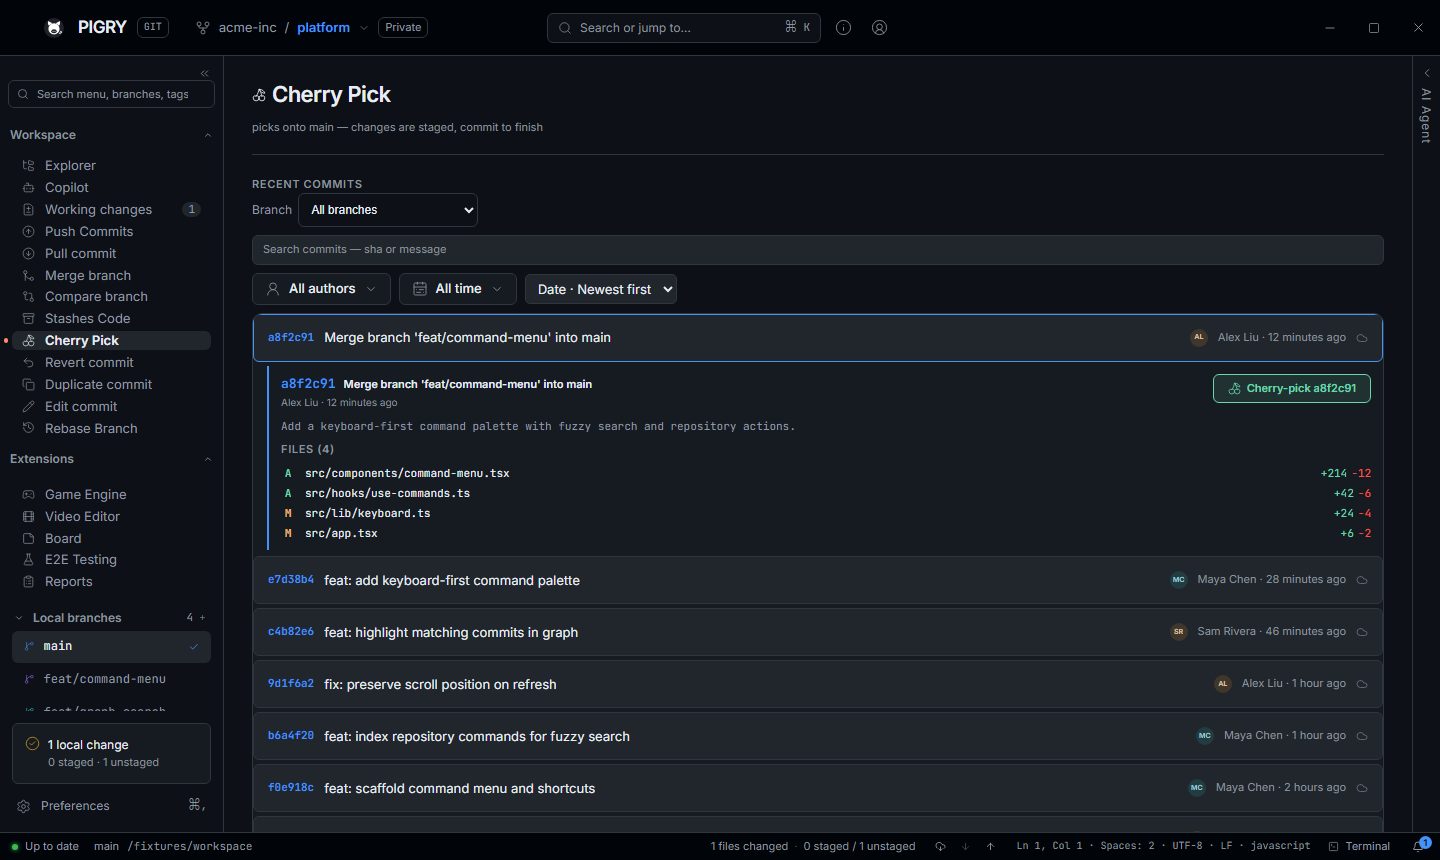 PIGRY GIT acme-inc / platform Private Search or jump to... ⌘ K
Search menu, branches, tags
Workspace
Explorer
Copilot
Working changes 1
Push Commits
Pull commit
Merge branch
Compare branch
Stashes Code
Cherry Pick
Revert commit
Duplicate commit
Edit commit
Rebase Branch
Extensions
Game Engine
Video Editor
Board
E2E Testing
Reports
Local branches 4 +
main
feat/command-menu
1 local change
0 staged · 1 unstaged
Preferences ⌘,
Cherry Pick
picks onto main — changes are staged, commit to finish
RECENT COMMITS
Branch All branches
Search commits — sha or message
All authors All time Date · Newest first
a8f2c91 Merge branch 'feat/command-menu' into main AL Alex Liu · 12 minutes ago
a8f2c91 Merge branch 'feat/command-menu' into main Cherry-pick a8f2c91
Alex Liu · 12 minutes ago
Add a keyboard-first command palette with fuzzy search and repository actions.
FILES (4)
A src/components/command-menu.tsx +214 -12
A src/hooks/use-commands.ts +42 -6
M src/lib/keyboard.ts +24 -4
M src/app.tsx +6 -2
e7d38b4 feat: add keyboard-first command palette MC Maya Chen · 28 minutes ago
c4b82e6 feat: highlight matching commits in graph SR Sam Rivera · 46 minutes ago
9d1f6a2 fix: preserve scroll position on refresh AL Alex Liu · 1 hour ago
b6a4f20 feat: index repository commands for fuzzy search MC Maya Chen · 1 hour ago
f0e918c feat: scaffold command menu and shortcuts MC Maya Chen · 2 hours ago
AI Agent
Up to date main /fixtures/workspace 1 files changed · 0 staged / 1 unstaged Ln 1, Col 1 · Spaces: 2 · UTF-8 · LF · javascript Terminal 1